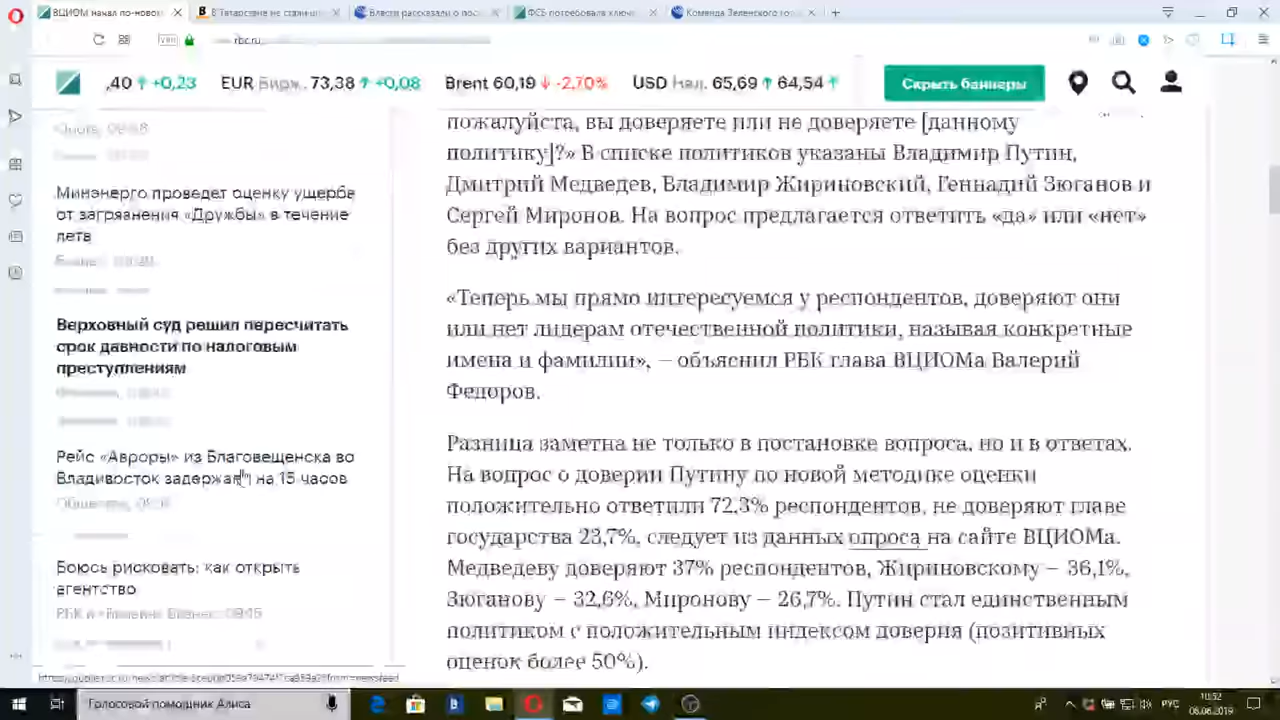 ВЦИОМ начал по-новом
В Татарстане не
Власти рассказали о пос
ФСБ потребовала ключ
Команда Зеленского
VPN
rbc.ru
,40 +0,23
EUR Бирж. 73,38 +0,08
Brent 60,19 -2,70%
USD Нал. 65,69 64,54
Скрыть баннеры
Минэнерго проведет оценку ущерба
от загрязнения «Дружбы» в течение
лета
Верховный суд решил пересчитать
срок давности по налоговым
преступлениям
Рейс «Авроры» из Благовещенска во
Владивосток задержан на 15 часов
Боюсь рисковать: как открыть
агентство
пожалуйста, вы доверяете или не доверяете [данному
политику]?» В списке политиков указаны Владимир Путин,
Дмитрий Медведев, Владимир Жириновский, Геннадий Зюганов и
Сергей Миронов. На вопрос предлагается ответить «да» или «нет»
без других вариантов.
«Теперь мы прямо интересуемся у респондентов, доверяют они
или нет лидерам отечественной политики, называя конкретные
имена и фамилии», – объяснил РБК глава ВЦИОМа Валерий
Федоров.
Разница заметна не только в постановке вопроса, но и в ответах.
На вопрос о доверии Путину по новой методике оценки
положительно ответили 72,3% респондентов, не доверяют главе
государства 23,7%, следует из данных опроса на сайте ВЦИОМа.
Медведеву доверяют 37% респондентов, Жириновскому – 36,1%,
Зюганову – 32,6%, Миронову – 26,7%. Путин стал единственным
политиком с положительным индексом доверия (позитивных
оценок более 50%).
Голосовой помощник Алиса
РУС
10:52
06.06.2019